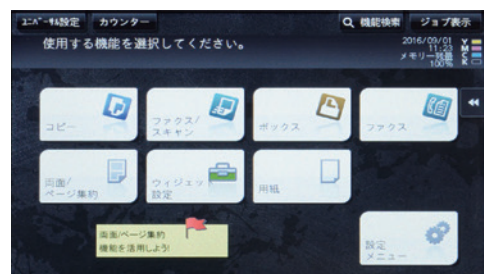 ﾕﾆﾊﾞｰｻﾙ設定 カウンター 機能検索 ジョブ表示
使用する機能を選択してください。
2016/09/01
11:23
メモリー残量
100%
Y
M
C
K
コピー
ファクス/
スキャン
ボックス
ファクス
両面/
ページ集約
ウィジェット
設定
用紙
両面/ページ集約
機能を活用しよう!
設定
メニュー